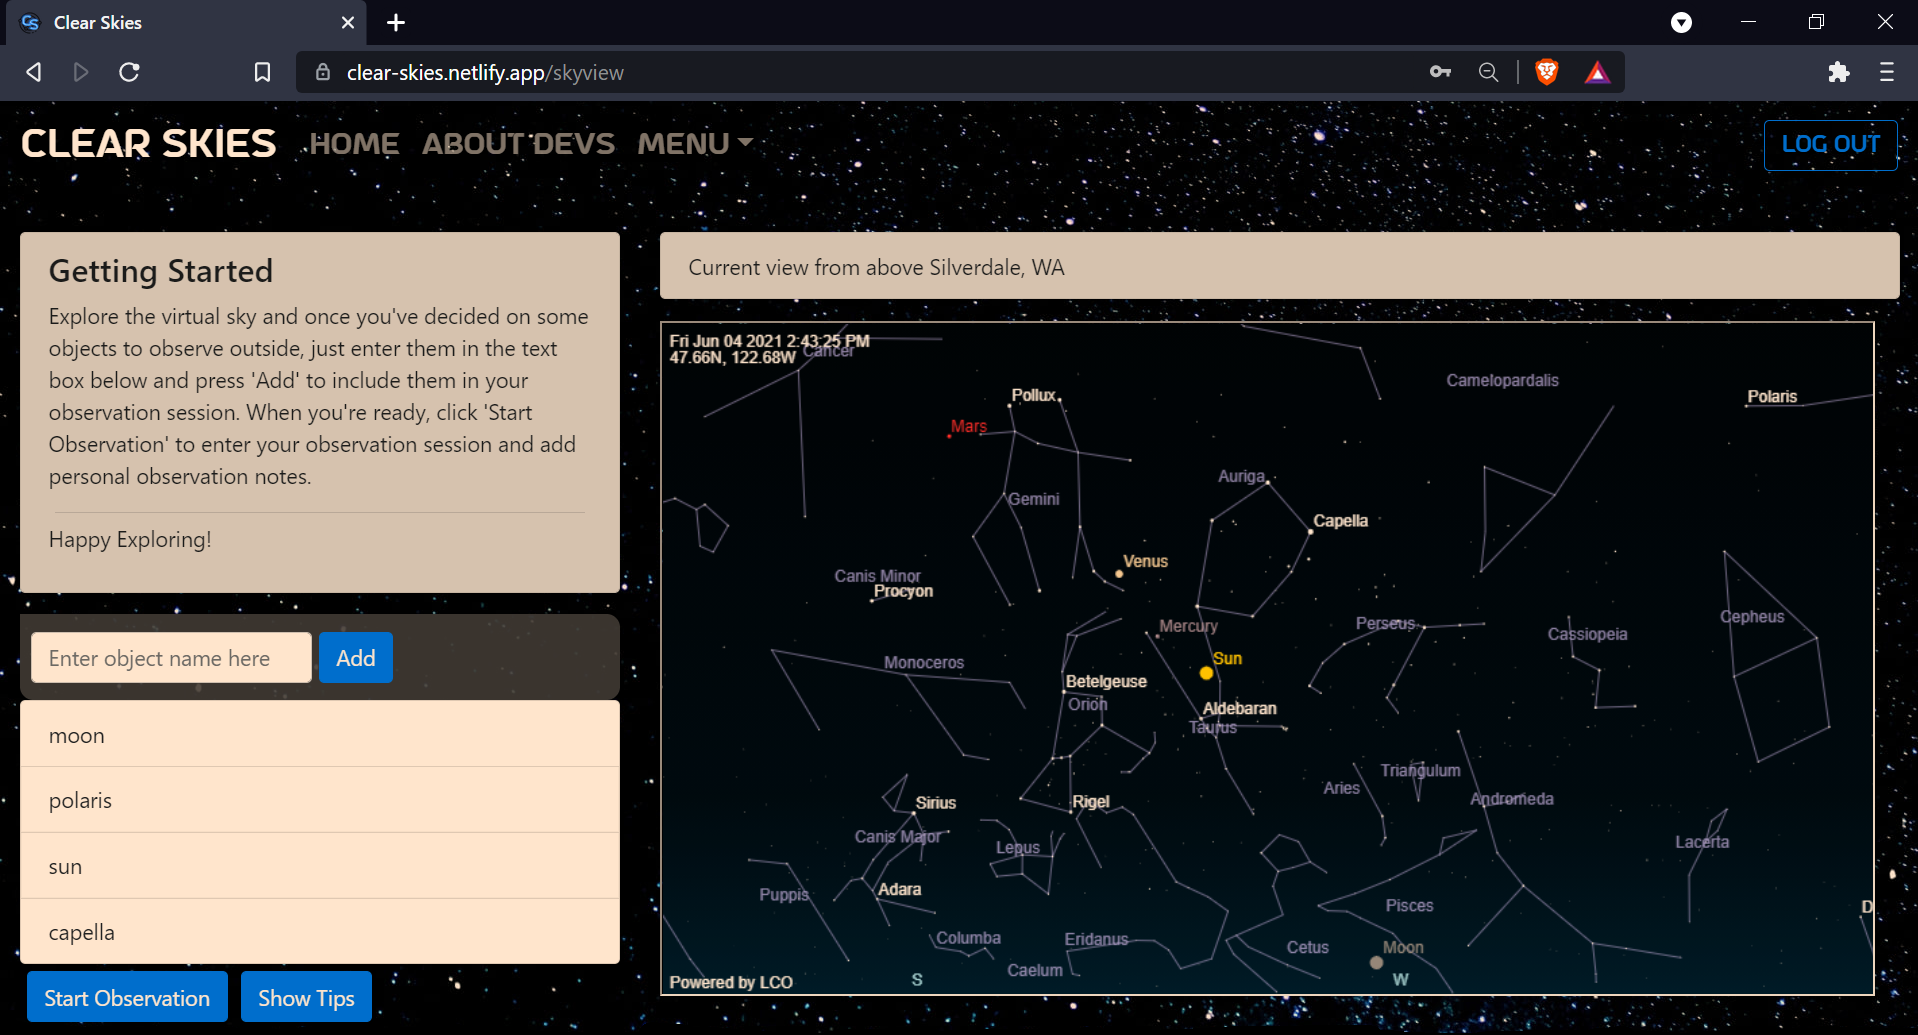 Clear Skies
clear-skies.netlify.app/skyview
CLEAR SKIES HOME ABOUT DEVS MENU LOG OUT
Getting Started
Explore the virtual sky and once you've decided on some
objects to observe outside, just enter them in the text
box below and press 'Add' to include them in your
observation session. When you're ready, click 'Start
Observation' to enter your observation session and add
personal observation notes.
Happy Exploring!
Enter object name here Add
moon
polaris
sun
capella
Start Observation Show Tips
Current view from above Silverdale, WA
Fri Jun 04 2021 2:43:25 PM
47.66N, 122.68W
Cancer
Camelopardalis
Pollux
Polaris
Mars
Auriga
Gemini
Capella
Venus
Canis Minor
Procyon
Cepheus
Mercury
Perseus
Cassiopeia
Monoceros
Sun
Betelgeuse
Orion
Aldebaran
Taurus
Triangulum
Aries
Andromeda
Sirius
Rigel
Canis Major
Lepus
Lacerta
Adara
Puppis
Pisces
D
Columba
Eridanus
Cetus
Moon
Caelum
Powered by LCO
S
W